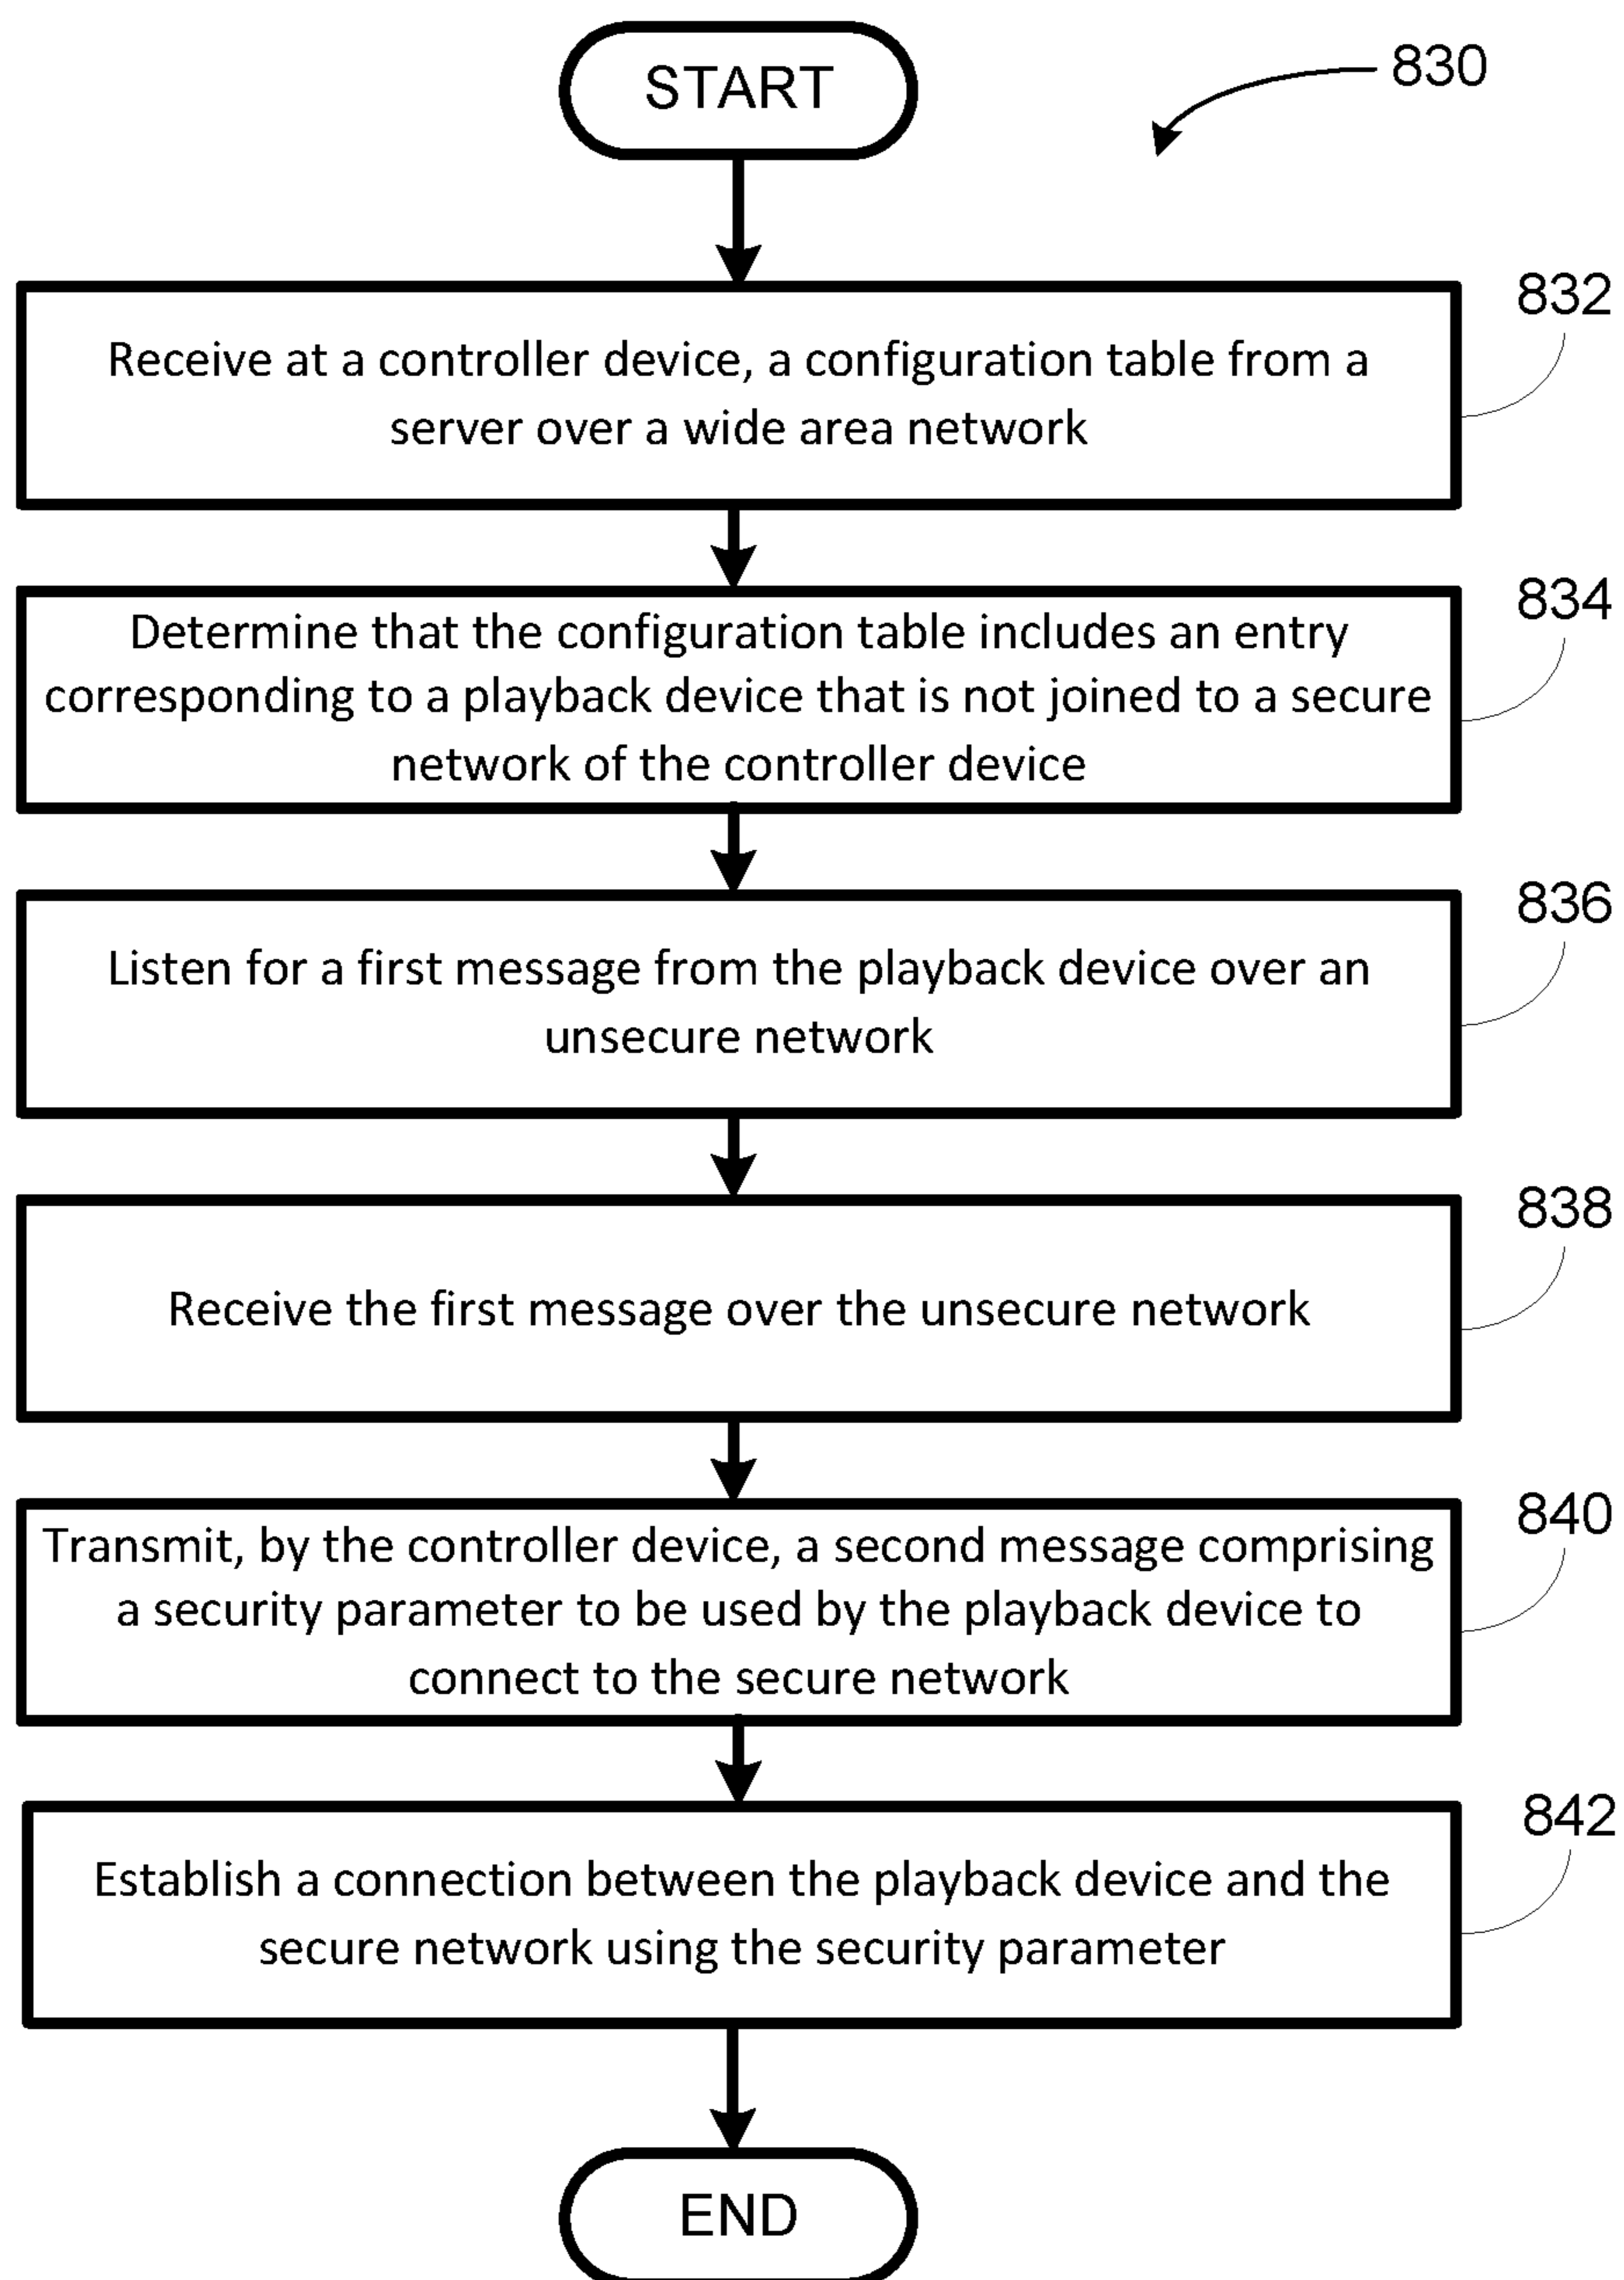 START
830
832
Receive at a controller device, a configuration table from a
server over a wide area network
834
Determine that the configuration table includes an entry
corresponding to a playback device that is not joined to a secure
network of the controller device
836
Listen for a first message from the playback device over an
unsecure network
838
Receive the first message over the unsecure network
840
Transmit, by the controller device, a second message comprising
a security parameter to be used by the playback device to
connect to the secure network
842
Establish a connection between the playback device and the
secure network using the security parameter
END